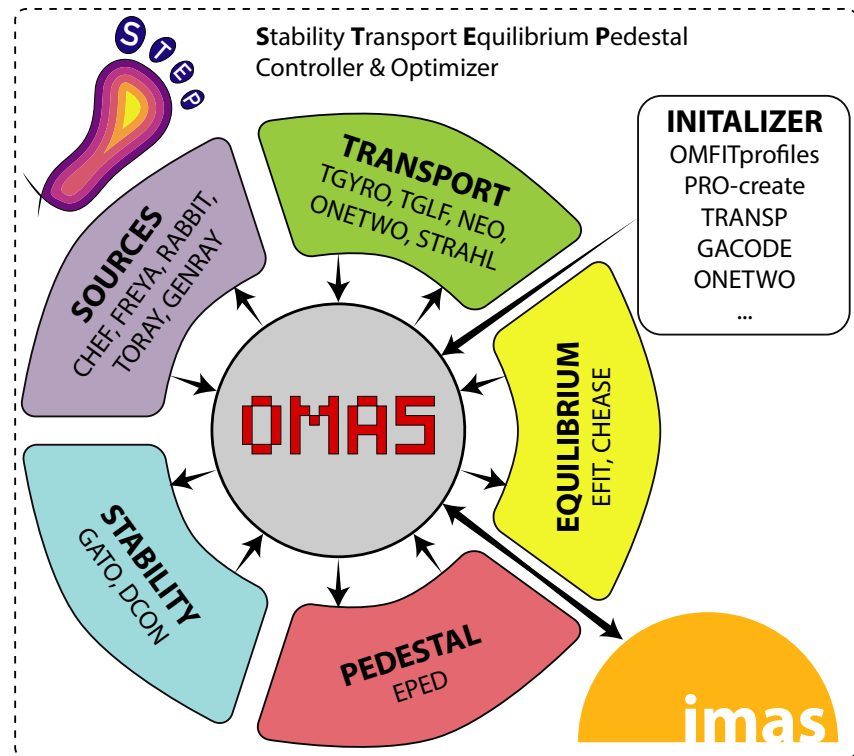 STEP
Stability Transport Equilibrium Pedestal
Controller & Optimizer
INITALIZER
OMFITprofiles
PRO-create
TRANSP
GACODE
ONETWO
...
TRANSPORT
TGYRO, TGLF, NEO,
ONETWO, STRAHL
SOURCES
CHEF, FREYA, RABBIT,
TORAY, GENRAY
OMAS
EQUILIBRIUM
EFIT, CHEASE
STABILITY
GATO, DCON
PEDESTAL
EPED
imas